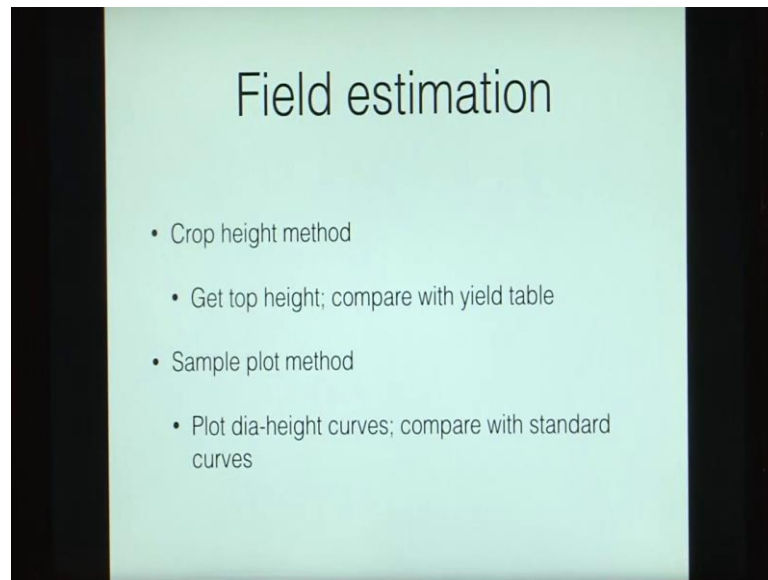 Field estimation
• Crop height method
• Get top height; compare with yield table
• Sample plot method
• Plot dia-height curves; compare with standard
curves